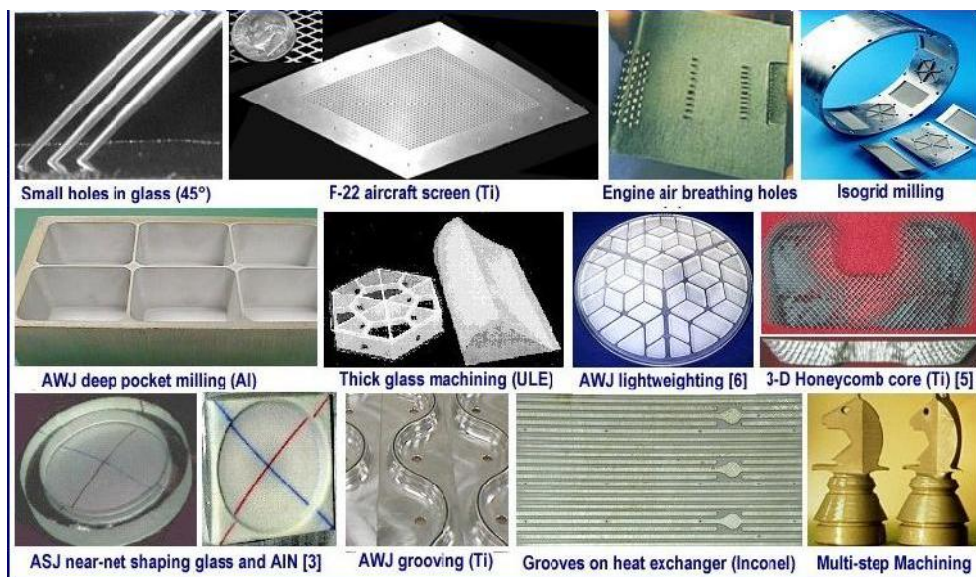 Small holes in glass (45°)
F-22 aircraft screen (Ti)
Engine air breathing holes
Isogrid milling
AWJ deep pocket milling (Al)
Thick glass machining (ULE)
AWJ lightweighting [6]
3-D Honeycomb core (Ti) [5]
ASJ near-net shaping glass and AIN [3]
AWJ grooving (Ti)
Grooves on heat exchanger (Inconel)
Multi-step Machining